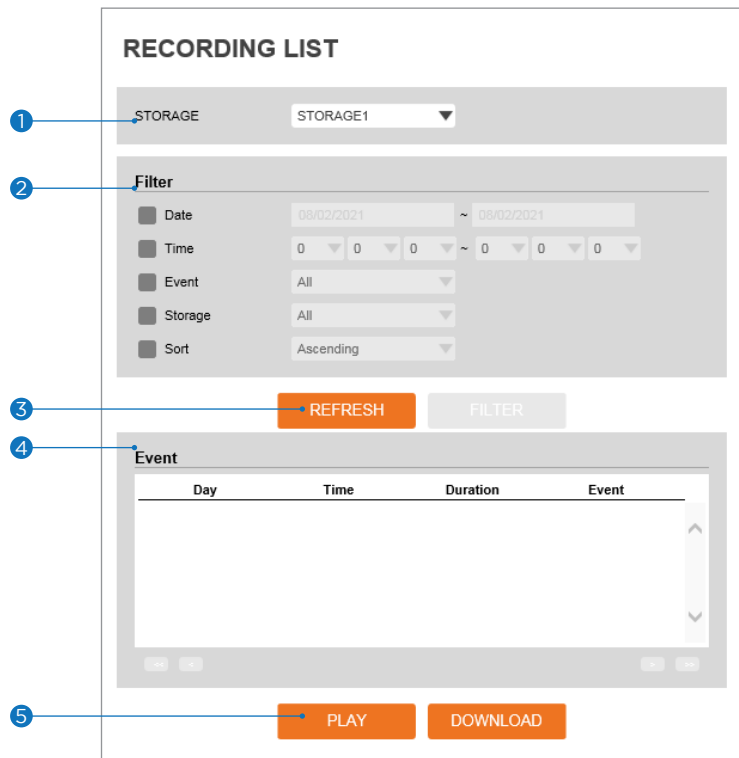 RECORDING LIST
1 STORAGE STORAGE1
2 Filter
Date 08/02/2021 ~ 08/02/2021
Time 0 0 0 ~ 0 0 0
Event All
Storage All
Sort Ascending
3 REFRESH FILTER
4 Event
Day Time Duration Event
<< < > >>
5 PLAY DOWNLOAD